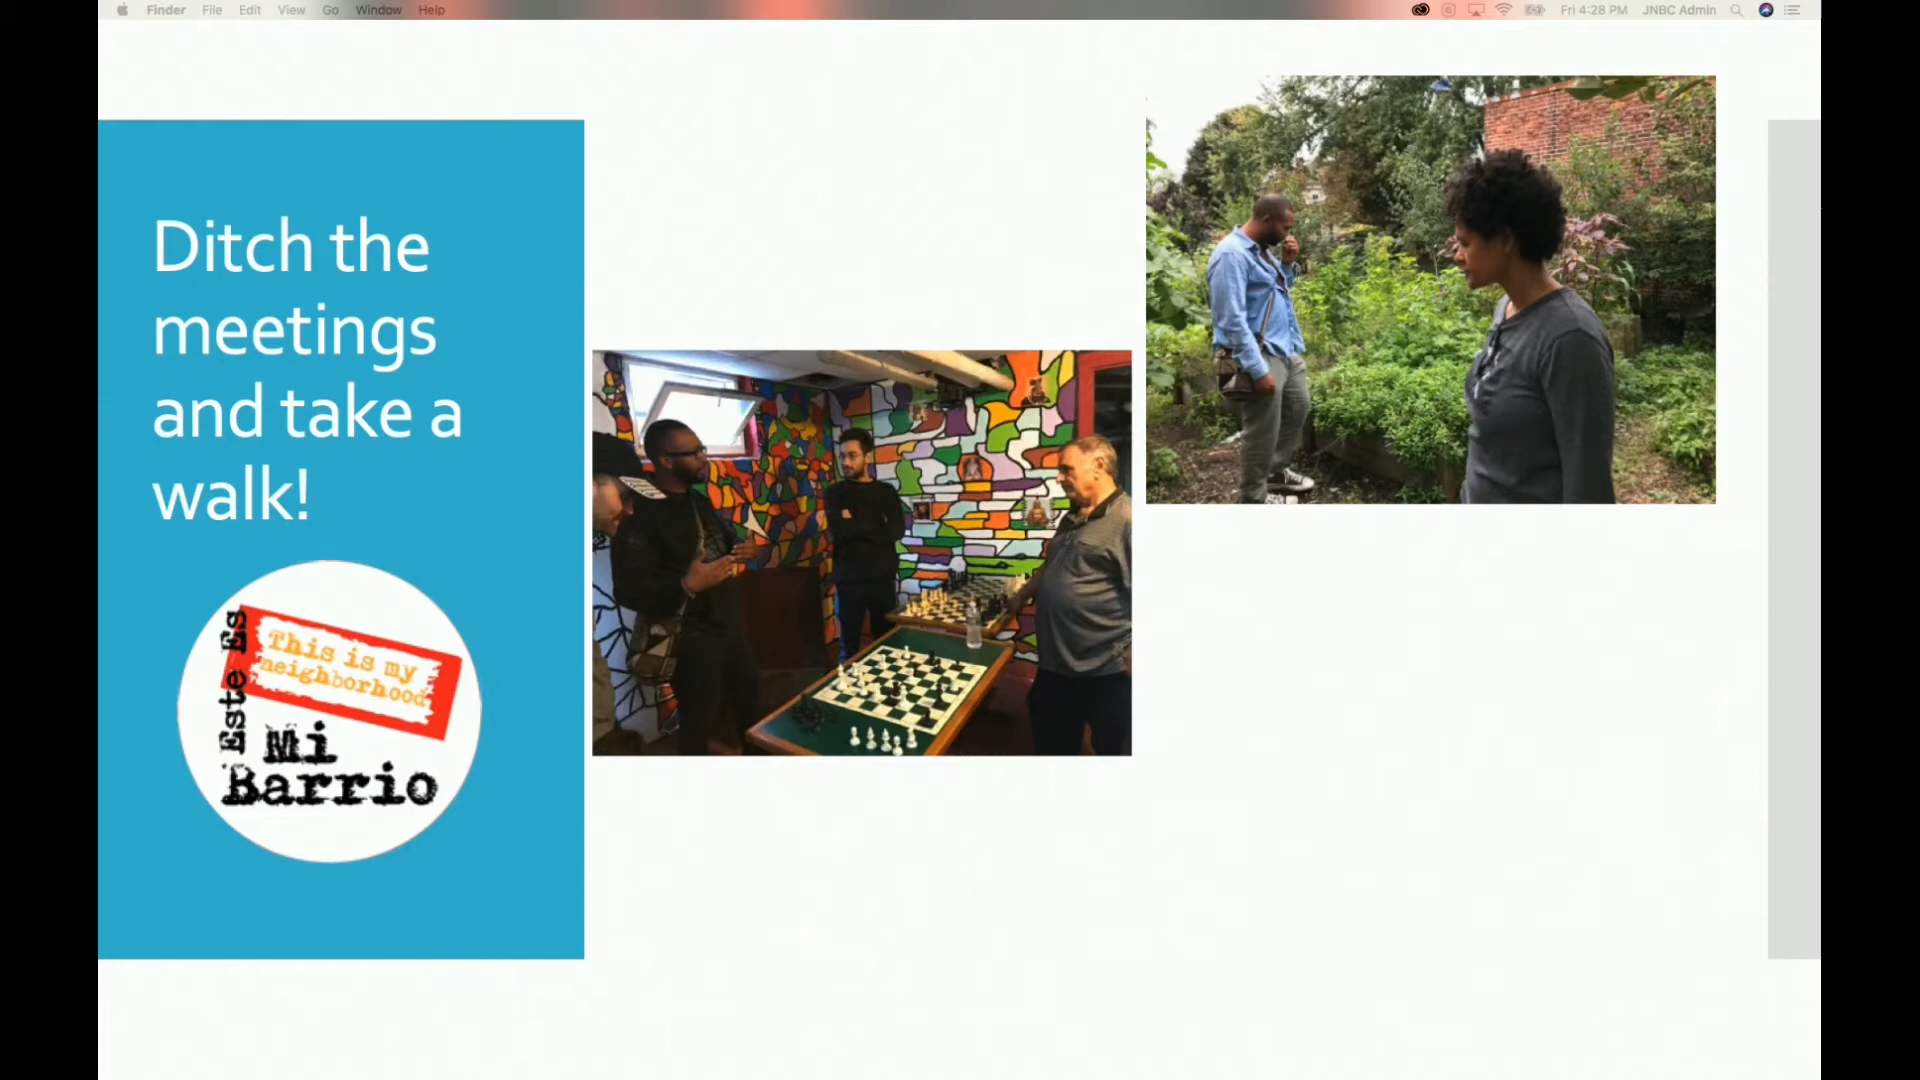 Finder File Edit View Go Window Help
Fri 4:28 PM JNBC Admin
Ditch the
meetings
and take a
walk!
Este Es
This is my
neighborhood
Mi
Barrio